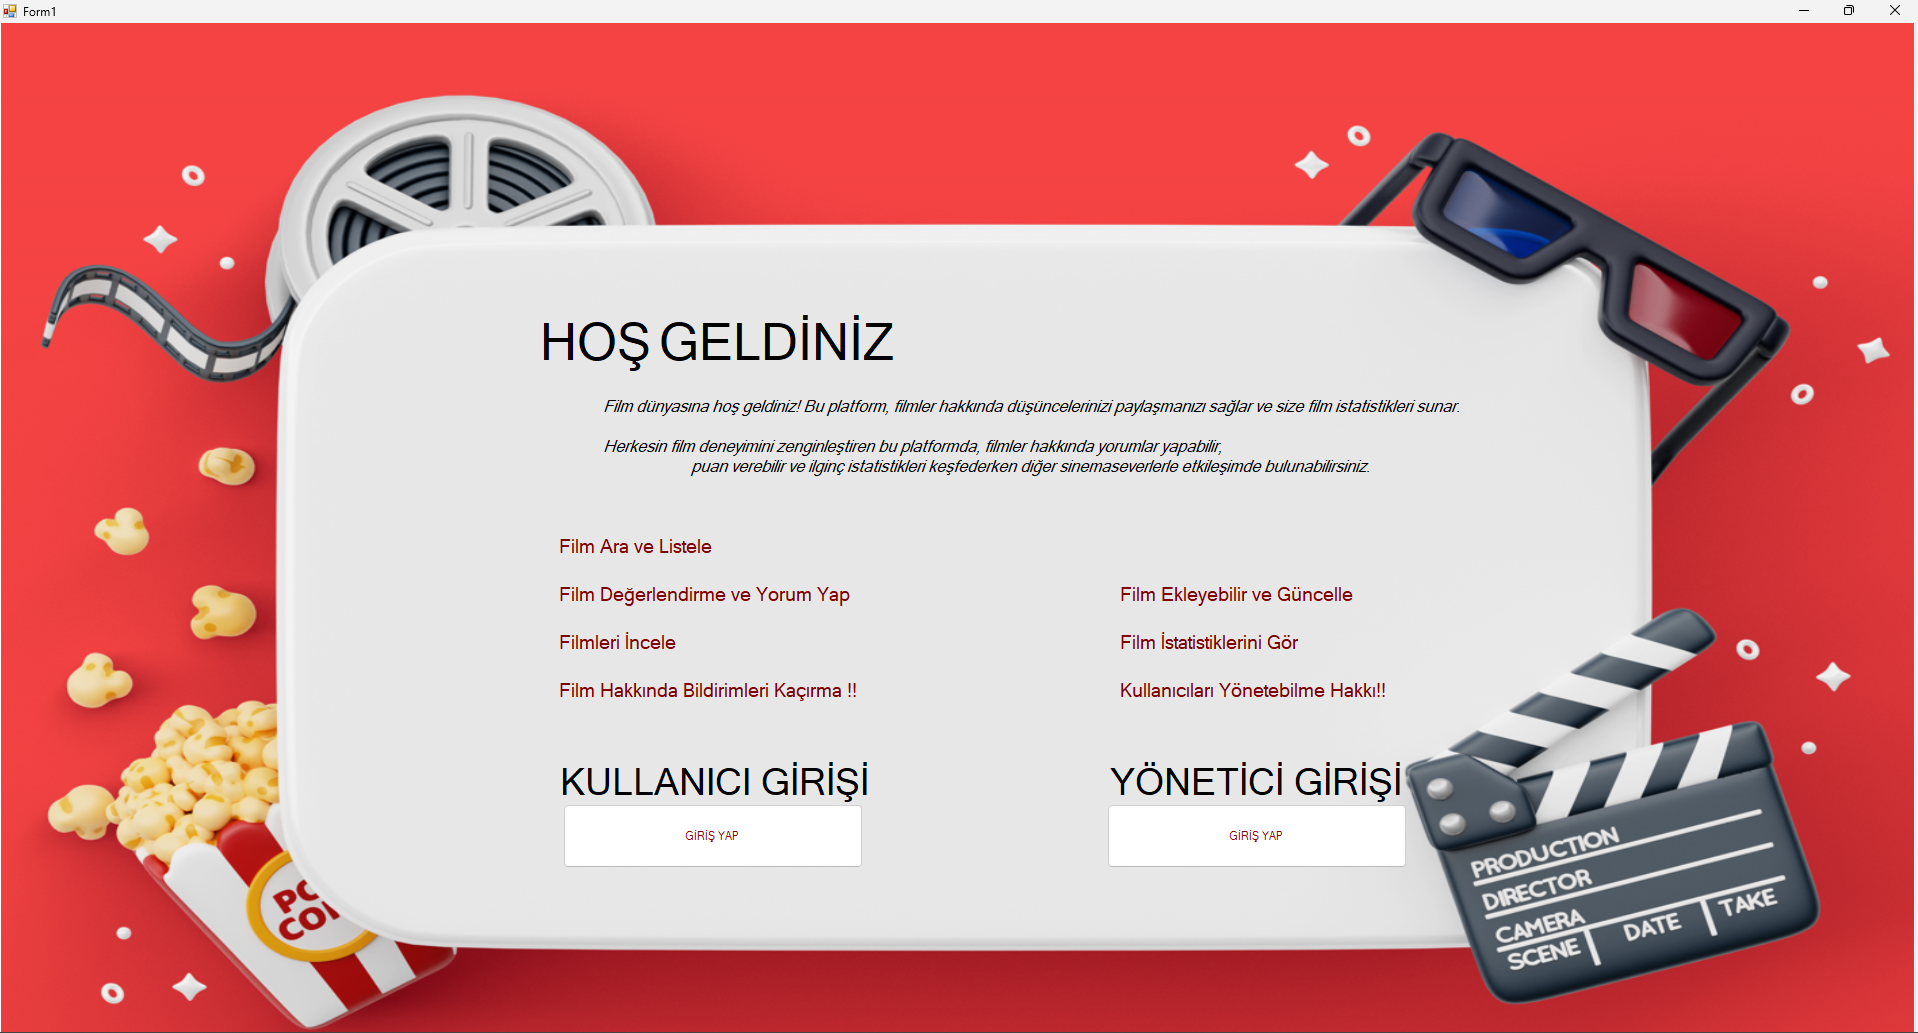 Form1
HOŞ GELDİNİZ
Film dünyasına hoş geldiniz! Bu platform, filmler hakkında düşüncelerinizi paylaşmanızı sağlar ve size film istatistikleri sunar.
Herkesin film deneyimini zenginleştiren bu platformda, filmler hakkında yorumlar yapabilir,
puan verebilir ve ilginç istatistikleri keşfederken diğer sinemaseverlerle etkileşimde bulunabilirsiniz.
Film Ara ve Listele
Film Değerlendirme ve Yorum Yap
Filmleri İncele
Film Hakkında Bildirimleri Kaçırma !!
Film Ekleyebilir ve Güncelle
Film İstatistiklerini Gör
Kullanıcıları Yönetebilme Hakkı!!
KULLANICI GİRİŞİ
GİRİŞ YAP
YÖNETİCİ GİRİŞİ
GİRİŞ YAP
PRODUCTION
DIRECTOR
CAMERA
SCENE DATE TAKE